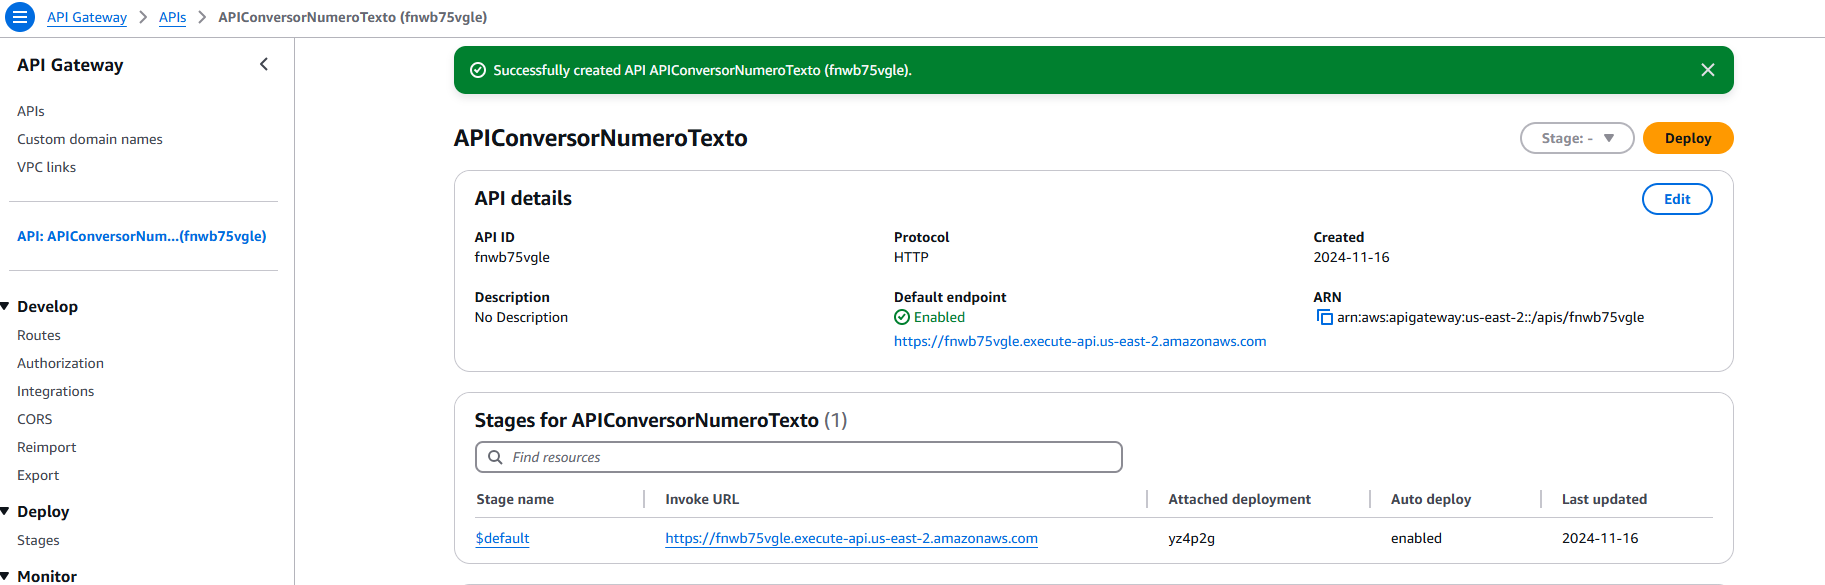 API Gateway > APIs > APIConversorNumeroTexto (fnwb75vgle)
API Gateway
APIs
Custom domain names
VPC links
API: APIConversorNum...(fnwb75vgle)
Develop
Routes
Authorization
Integrations
CORS
Reimport
Export
Deploy
Stages
Monitor
Successfully created API APIConversorNumeroTexto (fnwb75vgle).
APIConversorNumeroTexto
Stage: -
Deploy
API details
Edit
API ID
fnwb75vgle
Protocol
HTTP
Created
2024-11-16
Description
No Description
Default endpoint
Enabled
https://fnwb75vgle.execute-api.us-east-2.amazonaws.com
ARN
arn:aws:apigateway:us-east-2::/apis/fnwb75vgle
Stages for APIConversorNumeroTexto (1)
Find resources
Stage name Invoke URL Attached deployment Auto deploy Last updated
$default https://fnwb75vgle.execute-api.us-east-2.amazonaws.com yz4p2g enabled 2024-11-16